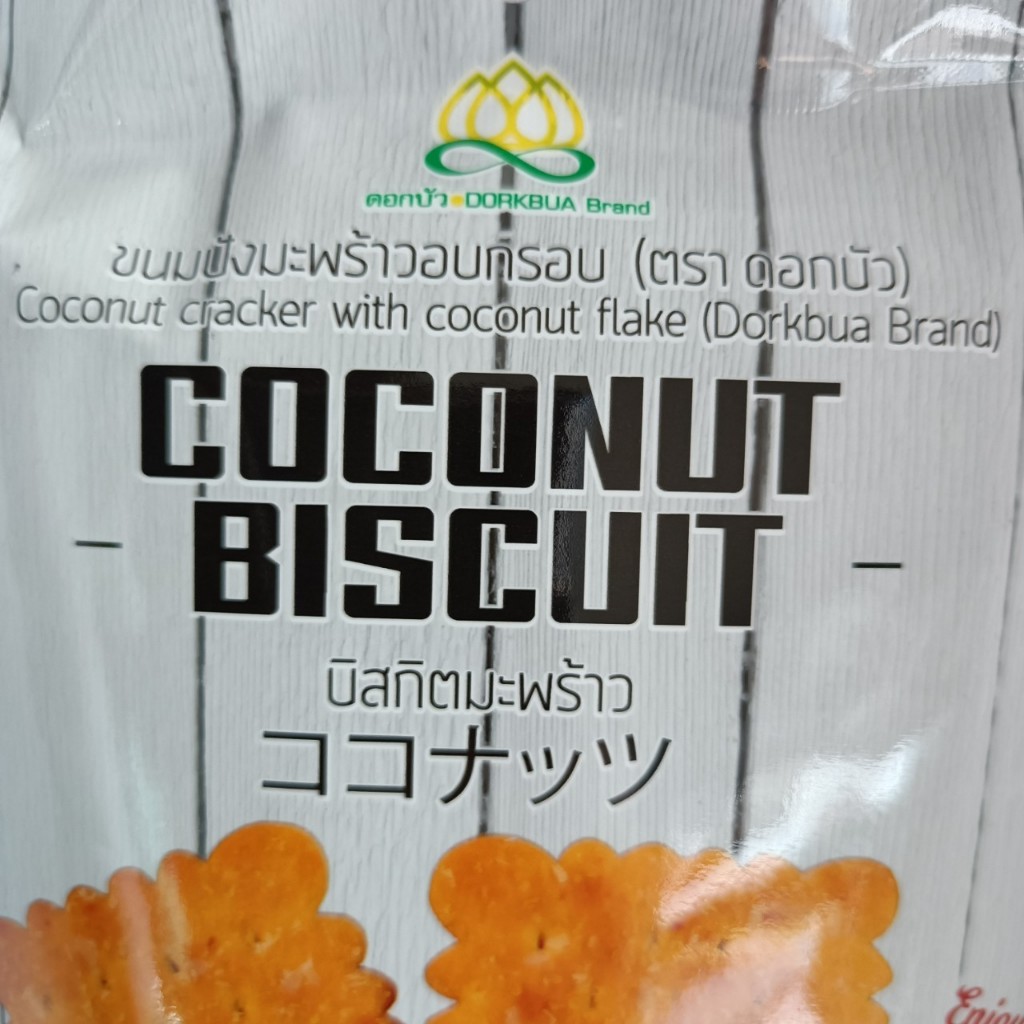 ดอกบัว DORKBUA Brand
ขนมปังมะพร้าวอบกรอบ (ตรา ดอกบัว)
Coconut cracker with coconut flake (Dorkbua Brand)
COCONUT
- BISCUIT -
บิสกิตมะพร้าว
ココナッツ
Enjoy